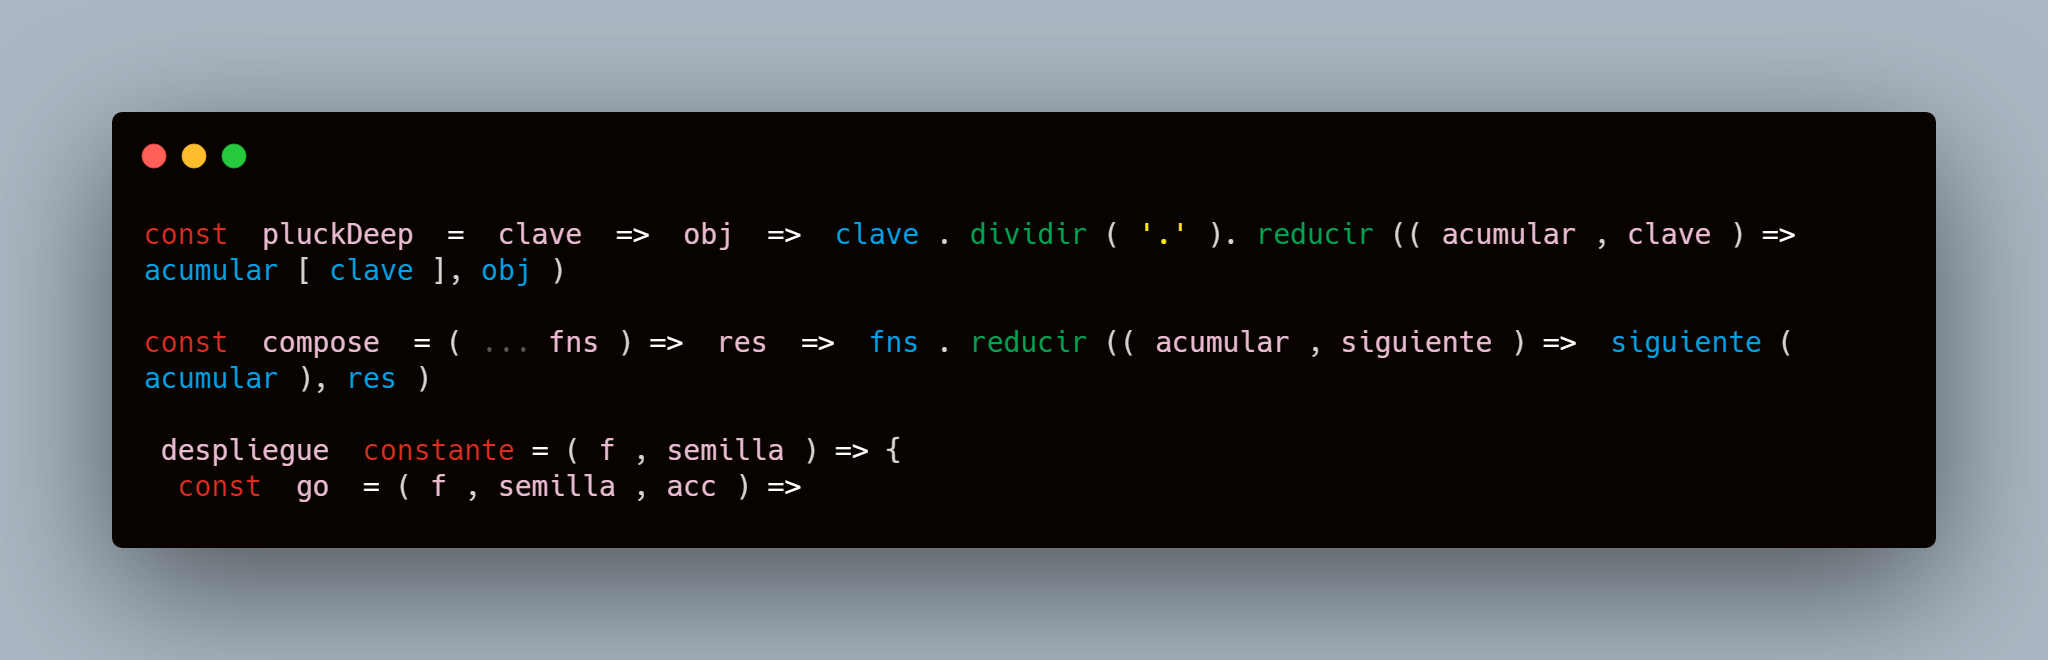 const pluckDeep = clave => obj => clave . dividir ( '.' ). reducir (( acumular , clave ) =>
acumular [ clave ], obj )
const compose = ( ... fns ) => res => fns . reducir (( acumular , siguiente ) => siguiente (
acumular ), res )
despliegue constante = ( f , semilla ) => {
const go = ( f , semilla , acc ) =>